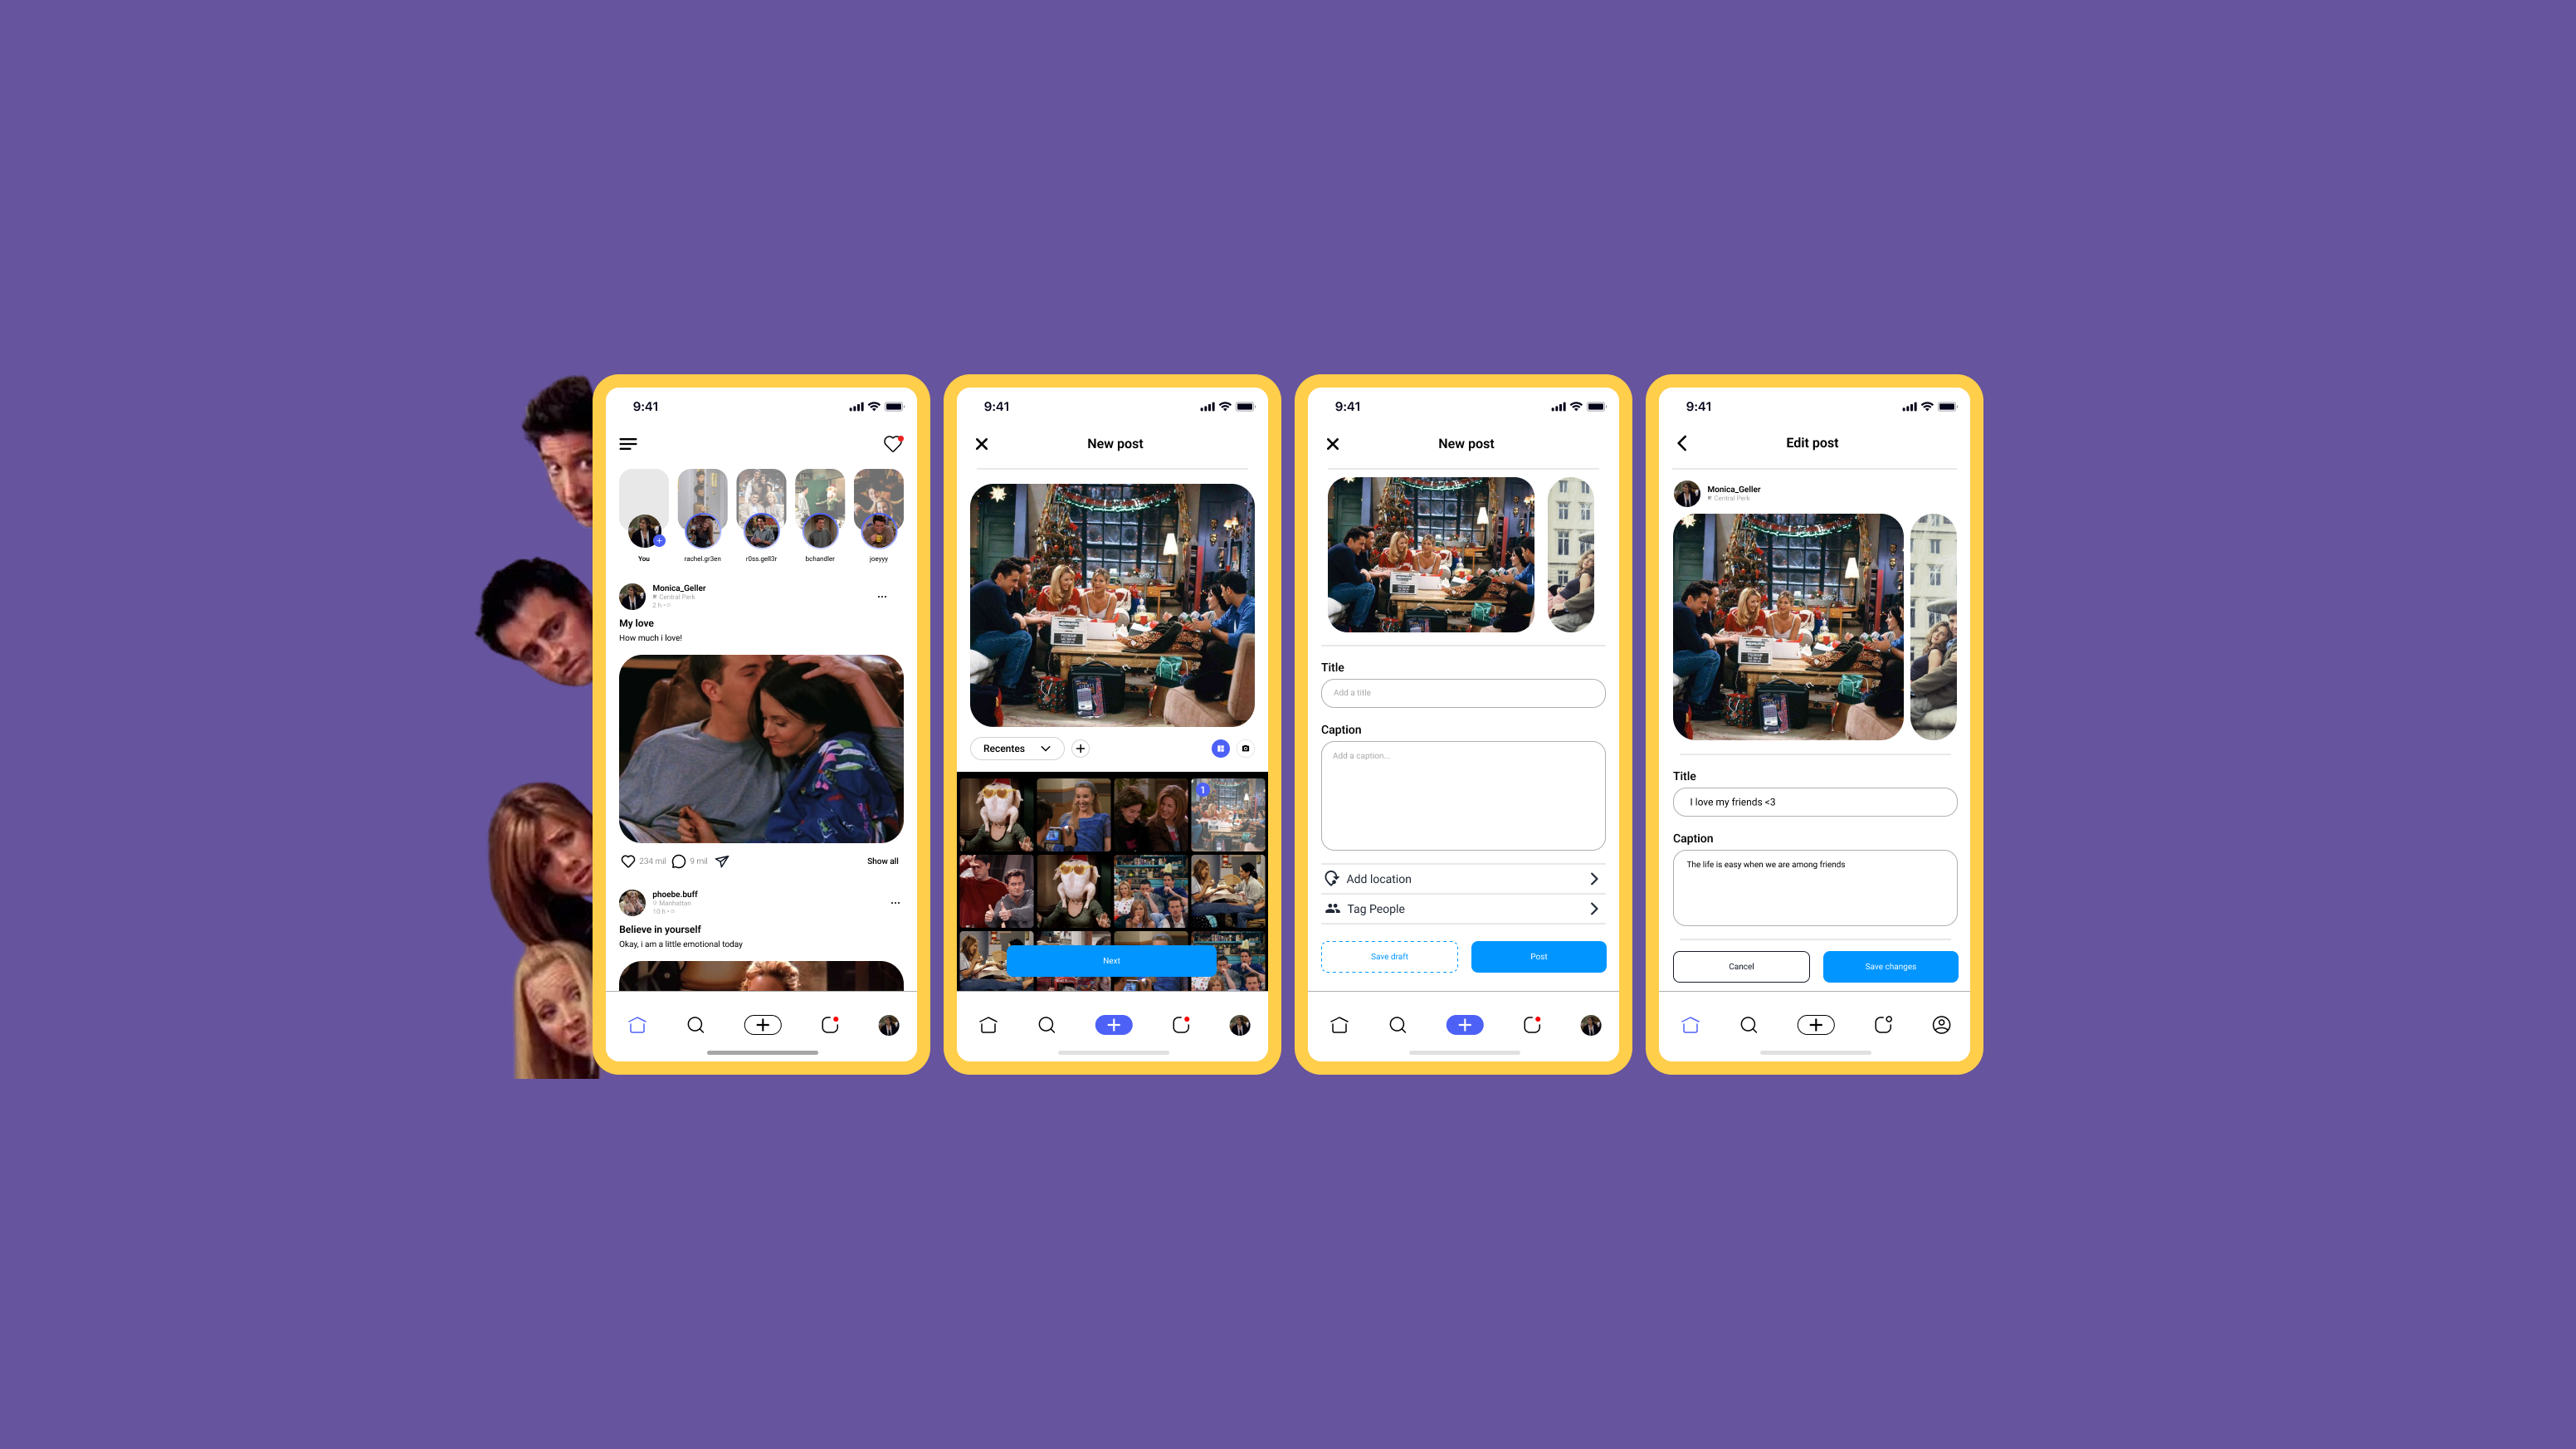 9:41
You
rachel.gr3en
r0ss.gell3r
bchandler
joeyyy
Monica_Geller
Central Perk
2 h
My love
How much i love!
234 mil
9 mil
Show all
phoebe.buff
Manhattan
10 h
Believe in yourself
Okay, i am a little emotional today
9:41
New post
Recentes
1
Next
9:41
New post
Title
Add a title
Caption
Add a caption...
Add location
Tag People
Save draft
Post
9:41
Edit post
Monica_Geller
Central Perk
Title
I love my friends <3
Caption
The life is easy when we are among friends
Cancel
Save changes